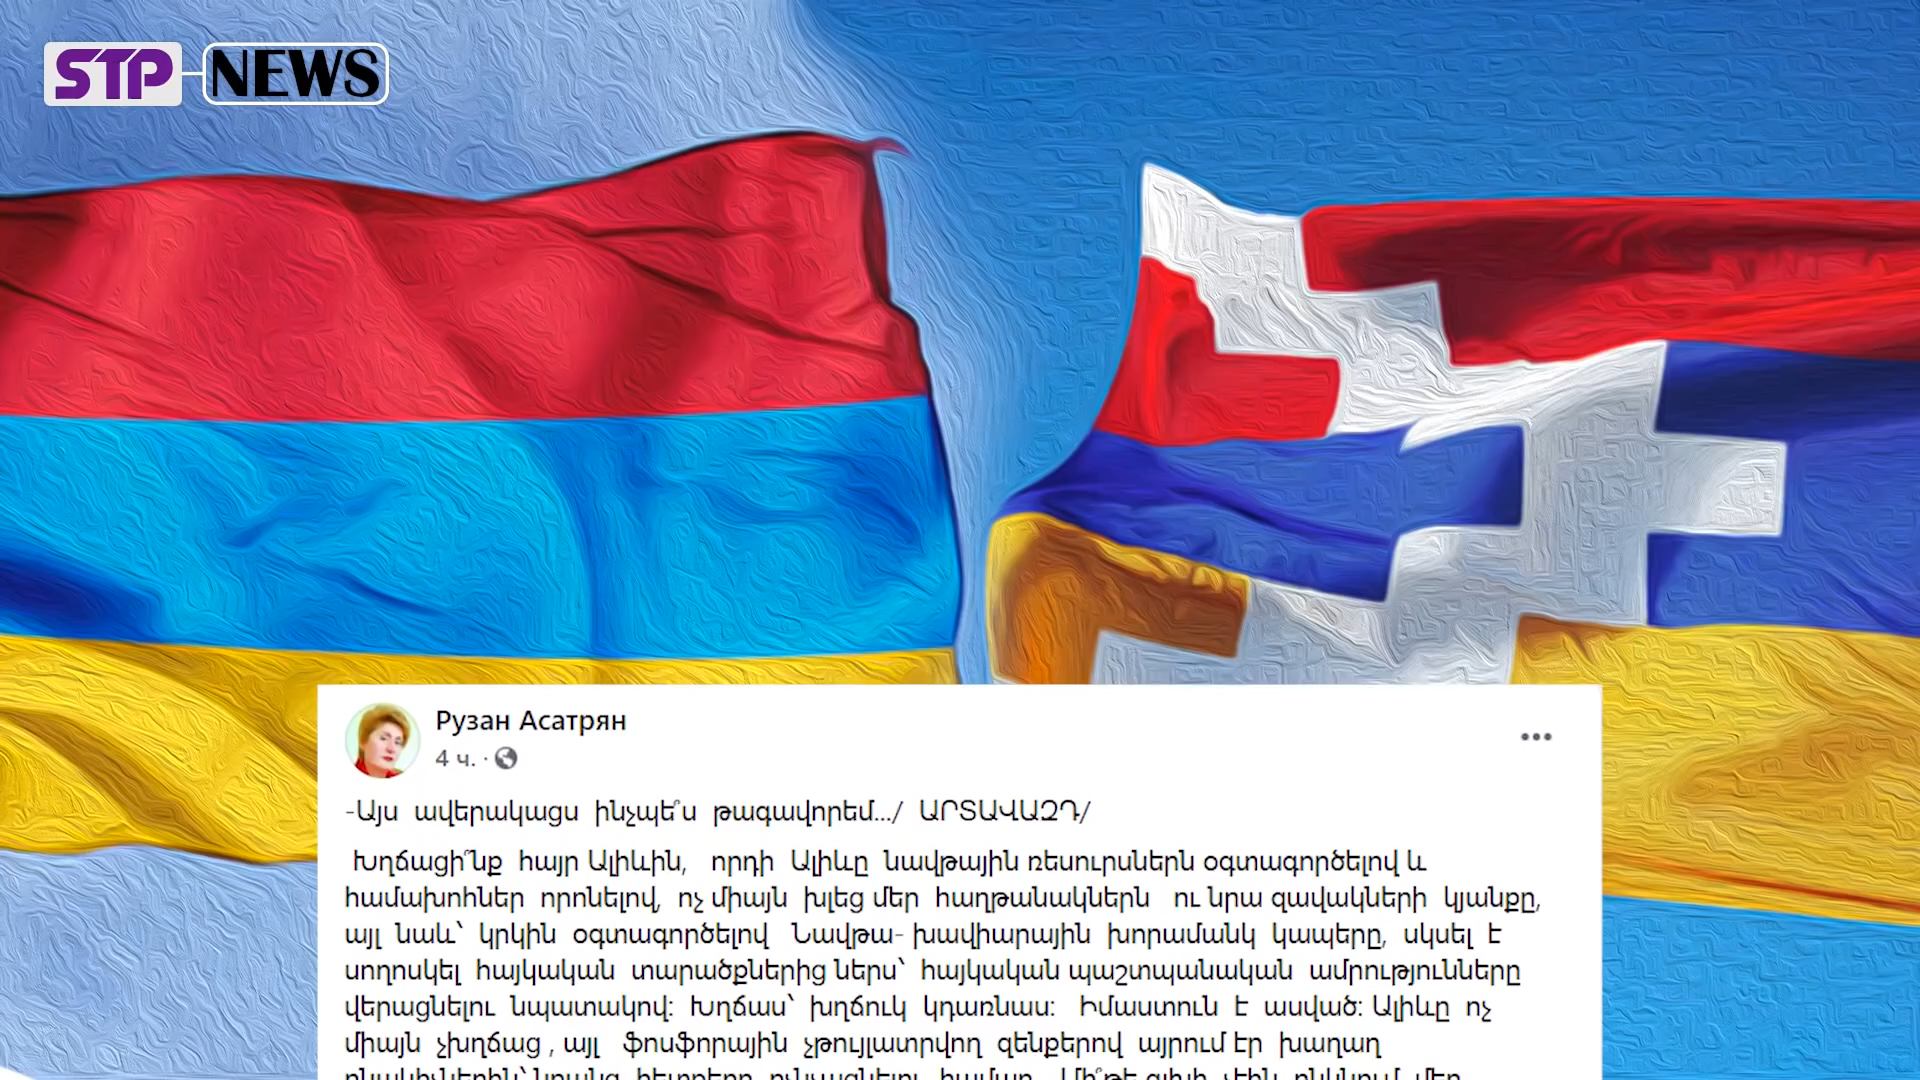 STP NEWS
Рузан Асатрян
4 ч. ·
-Այս ավերակացս ինչպե՞ս թագավորեմ.../ ԱՐՏԱՎԱԶԴ/
Խղճացի՞նք հայր Ալիևին, որդի Ալիևը նավթային ռեսուրսներն օգտագործելով և
համախոհներ որոնելով, ոչ միայն խլեց մեր հաղթանակներն ու նրա զավակների կյանքը,
այլ նաև՝ կրկին օգտագործելով Նավթա- խավիարային խորամանկ կապերը, սկսել է
սողոսկել հայկական տարածքներից ներս՝ հայկական պաշտպանական ամրությունները
վերացնելու նպատակով: Խղճաս՝ խղճուկ կդառնաս: Իմաստուն է ասված: Ալիևը ոչ
միայն չխղճաց , այլ ֆոսֆորային չթույլատրվող զենքերով այրում էր խաղաղ